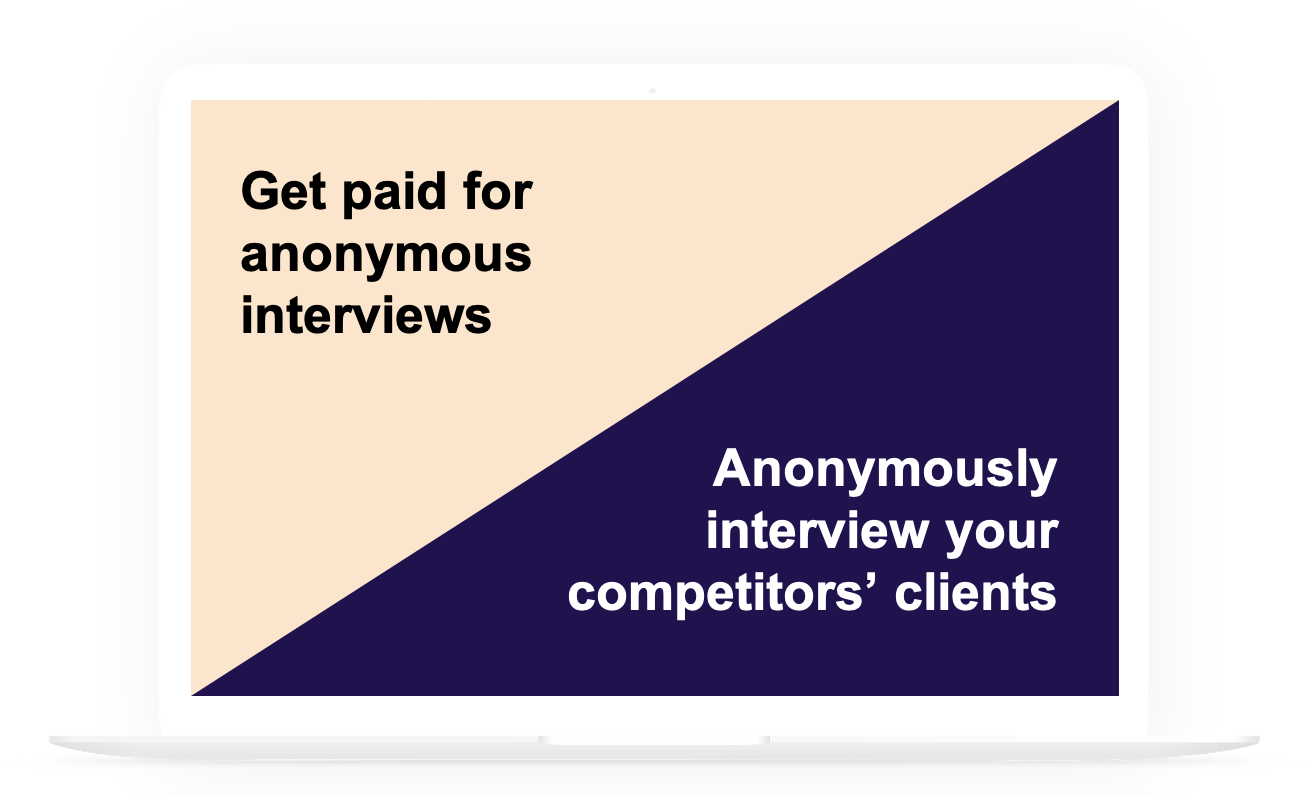 Get paid for
anonymous
interviews
Anonymously
interview your
competitors’ clients